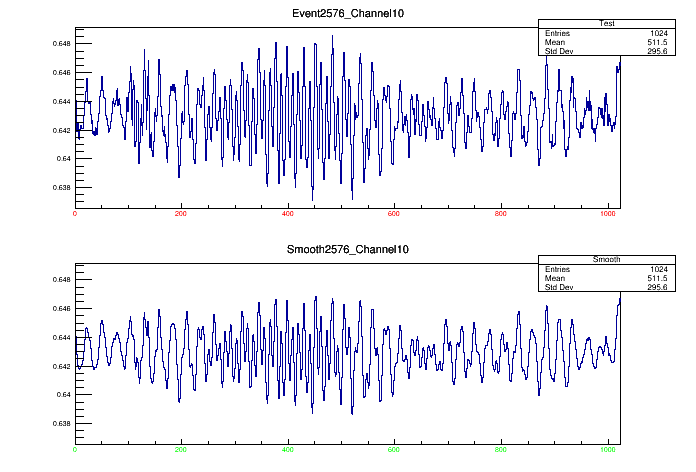 Event2576_Channel10
Test
Entries 1024
Mean 511.5
Std Dev 295.6
0.648
0.646
0.644
0.642
0.64
0.638
0 200 400 600 800 1000
Smooth2576_Channel10
Smooth
Entries 1024
Mean 511.5
Std Dev 295.6
0.648
0.646
0.644
0.642
0.64
0.638
0 200 400 600 800 1000